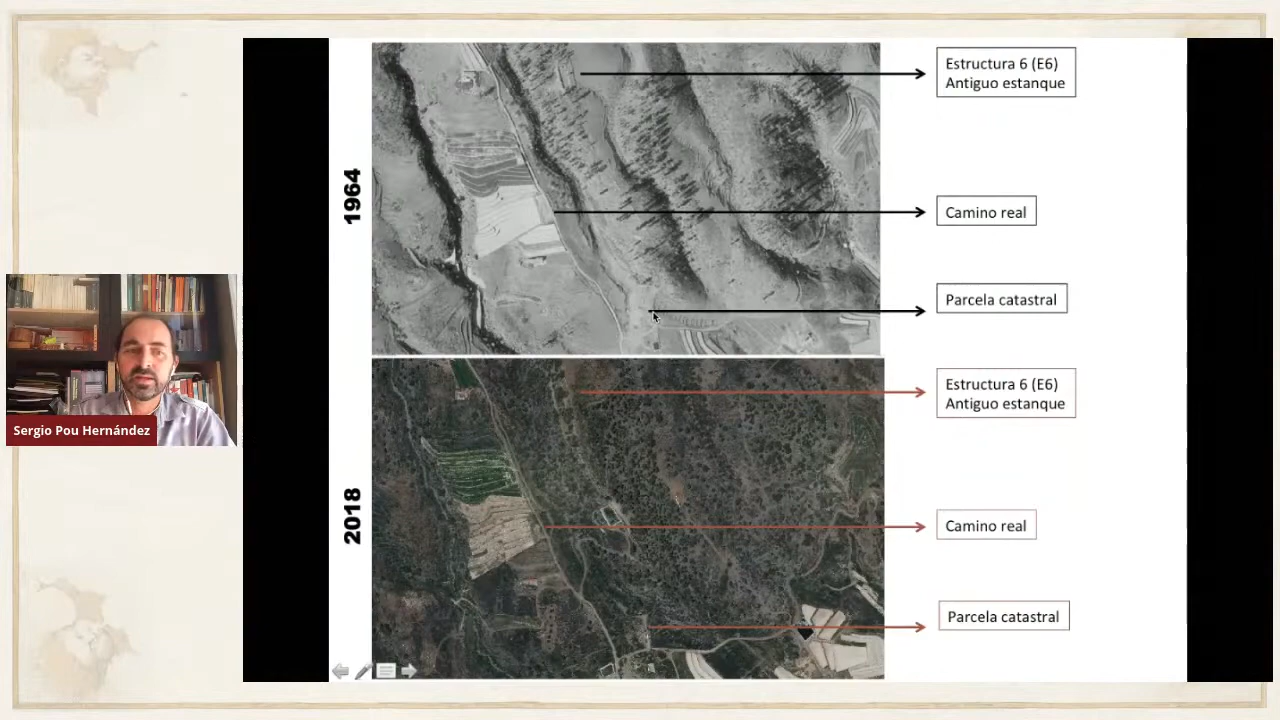 1964
Estructura 6 (E6)
Antiguo estanque
Camino real
Parcela catastral
2018
Estructura 6 (E6)
Antiguo estanque
Camino real
Parcela catastral
Sergio Pou Hernández